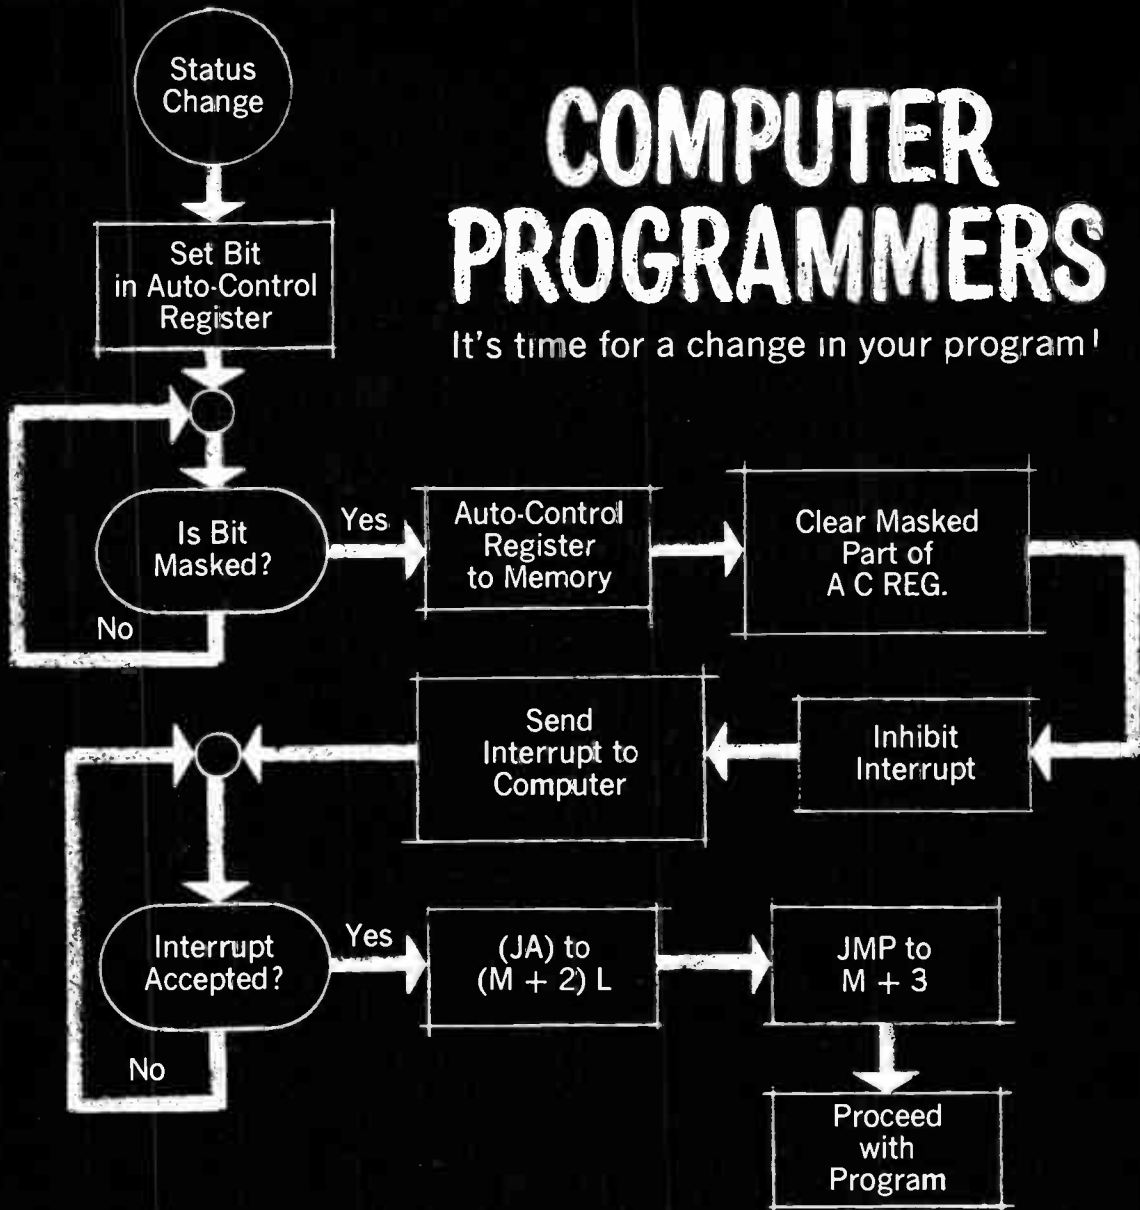 Status
Change
COMPUTER
PROGRAMMERS
It's time for a change in your program!
Set Bit
in Auto-Control
Register
Is Bit
Masked?
Yes
No
Auto-Control
Register
to Memory
Clear Masked
Part of
A C REG.
Inhibit
Interrupt
Send
Interrupt to
Computer
Interrupt
Accepted?
Yes
No
(JA) to
(M + 2) L
JMP to
M + 3
Proceed
with
Program